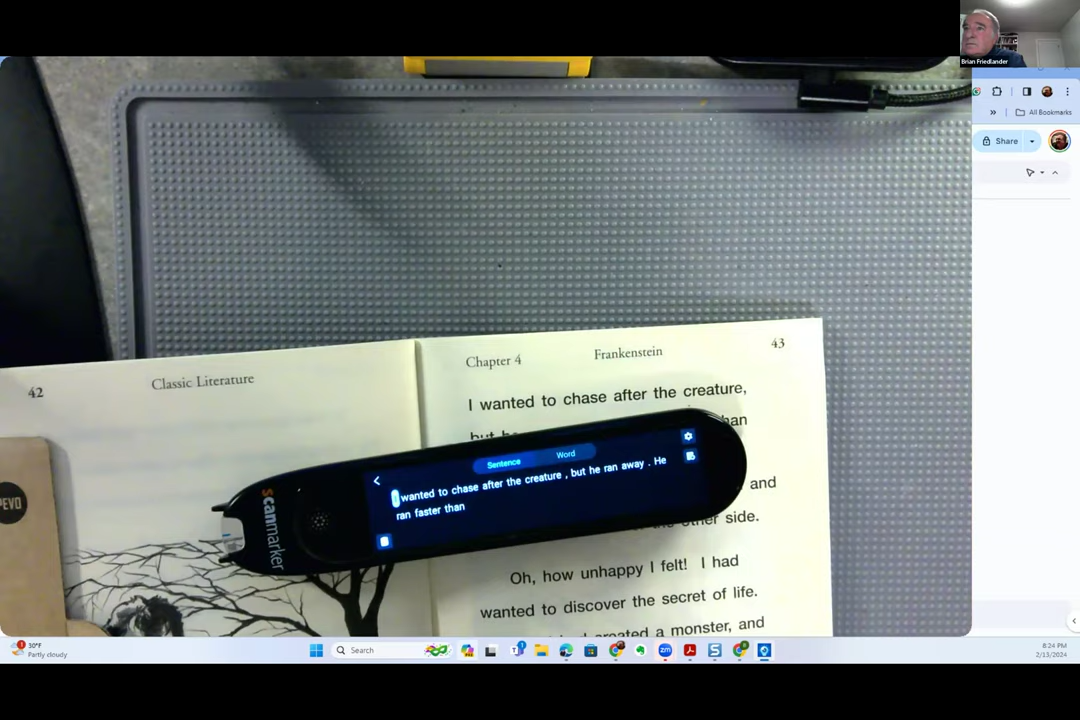 Brian Friedlander
All Bookmarks
Share
42
Classic Literature
Chapter 4
Frankenstein
43
I wanted to chase after the creature,
but
han
and
other side.
Oh, how unhappy I felt! I had
wanted to discover the secret of life.
created a monster, and
scanmarker
Sentence
Word
I wanted to chase after the creature , but he ran away . He
ran faster than
30°F
Partly cloudy
Search
8:24 PM
2/13/2024